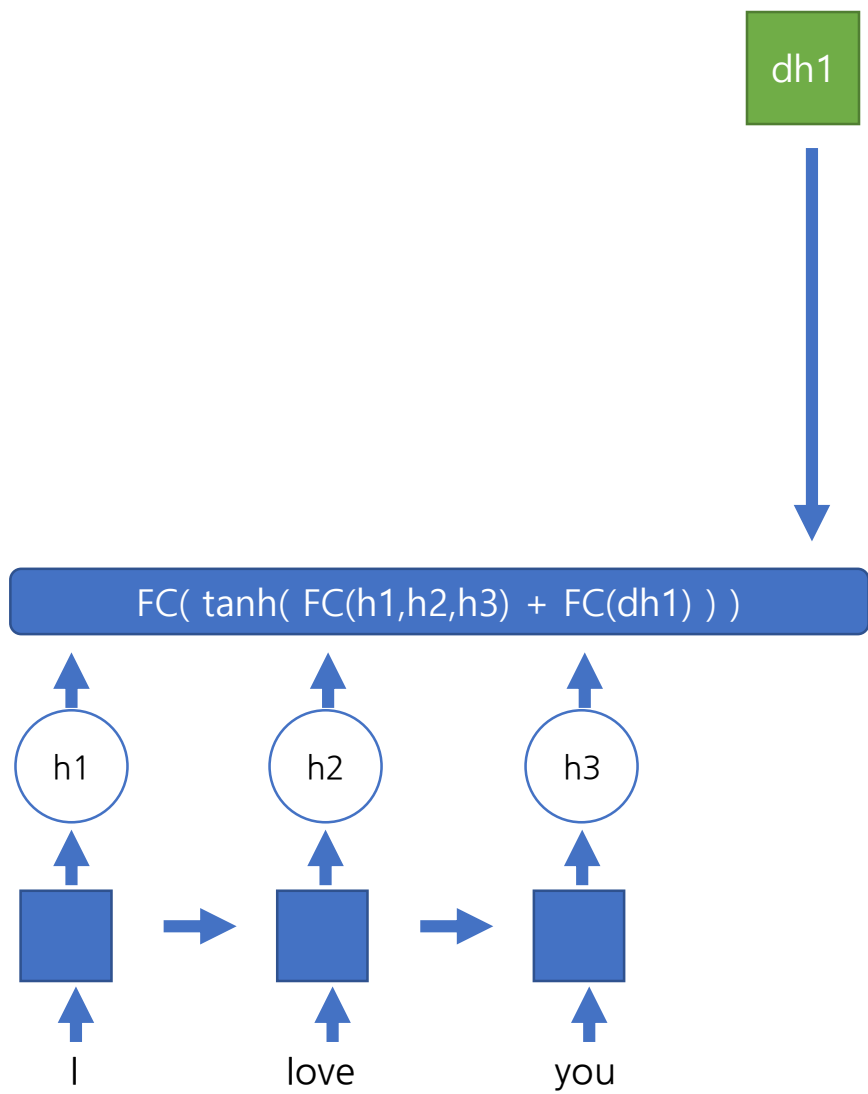 dh1
FC( tanh( FC(h1,h2,h3) + FC(dh1) ) )
h1 h2 h3
I love you